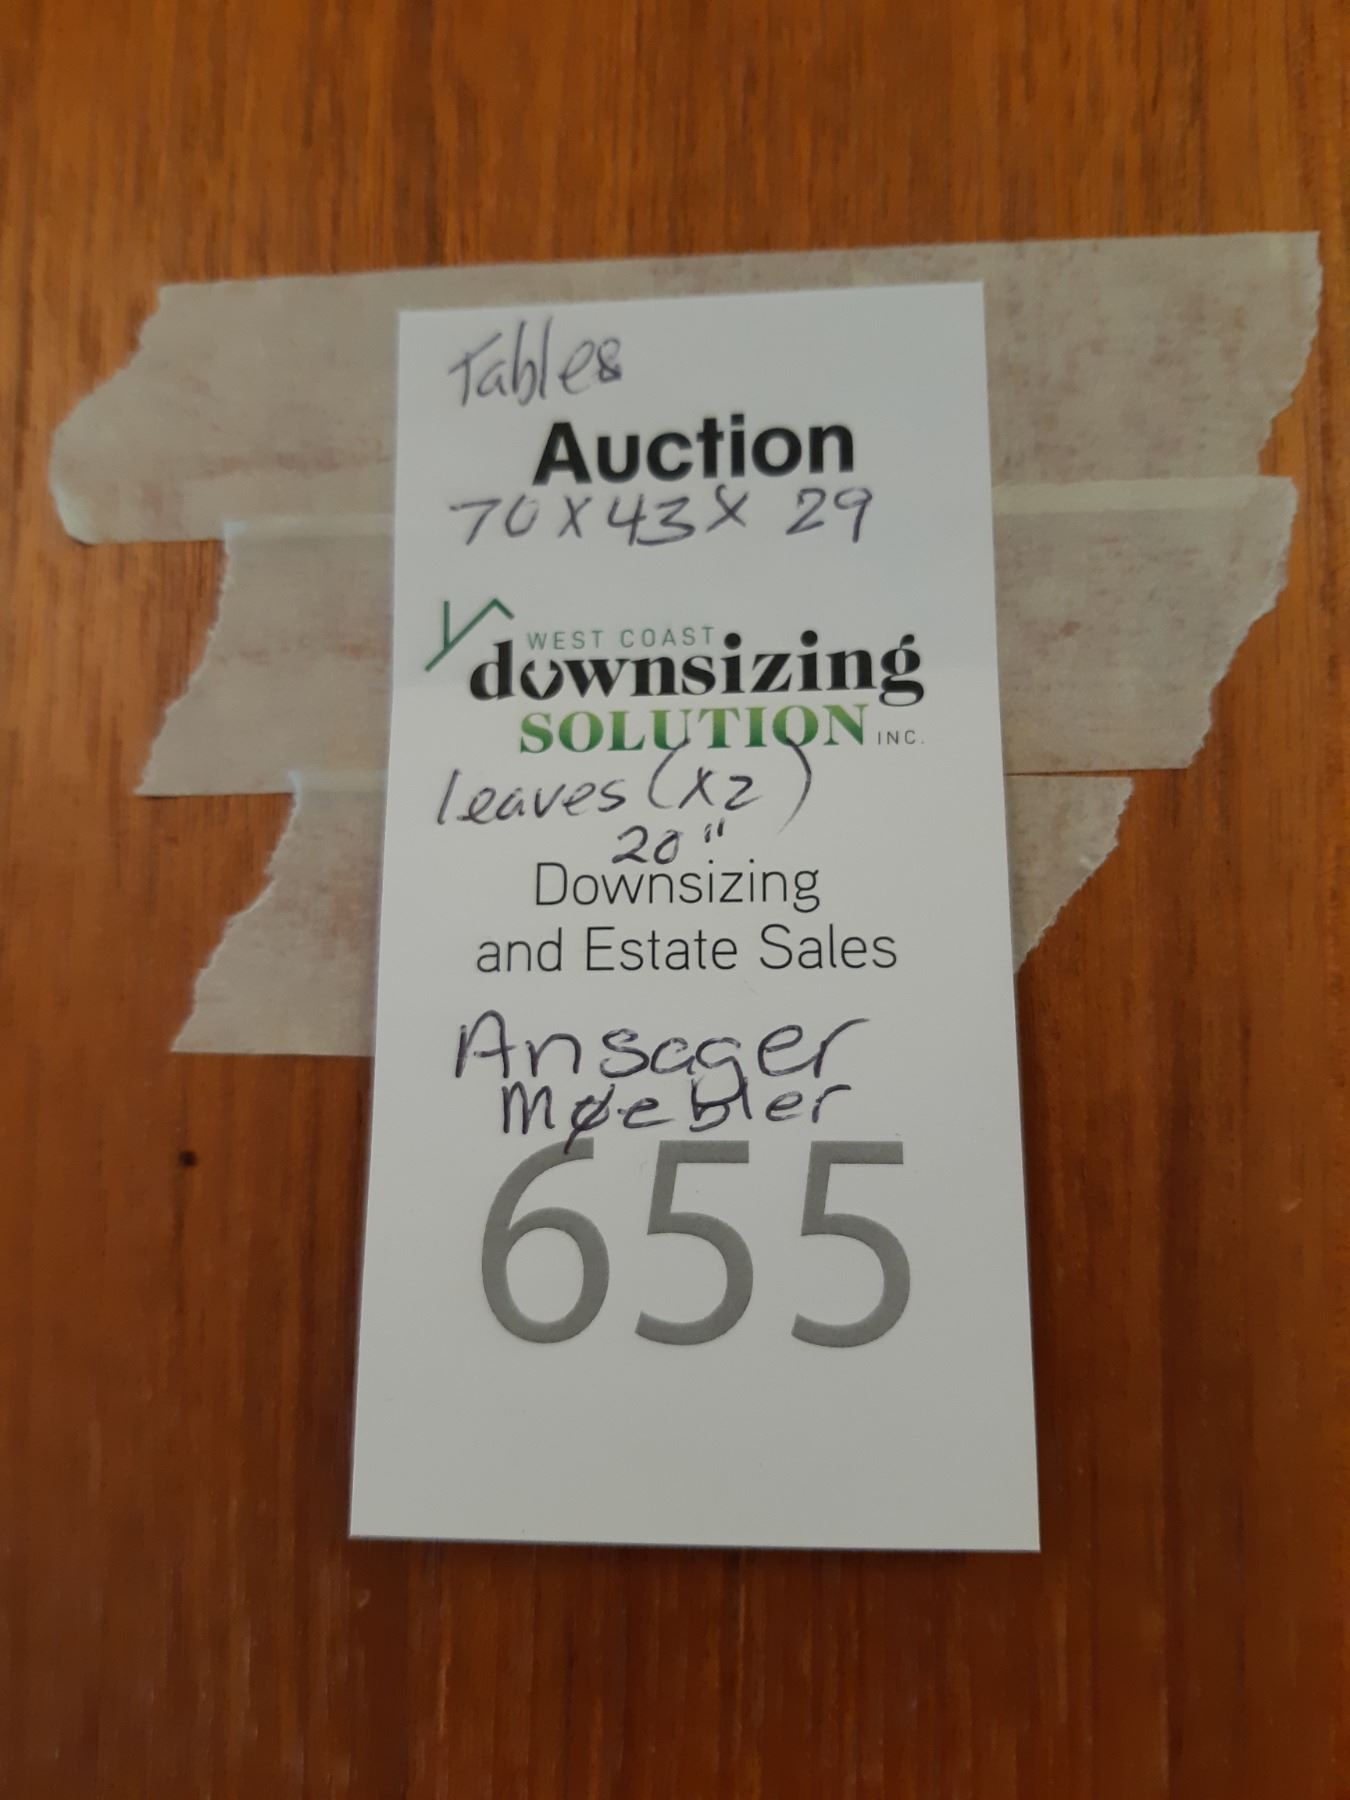 Tables
Auction
70 X 43 X 29
WEST COAST
downsizing
SOLUTION INC.
leaves (x2)
20"
Downsizing
and Estate Sales
Ansager
Møebler
655